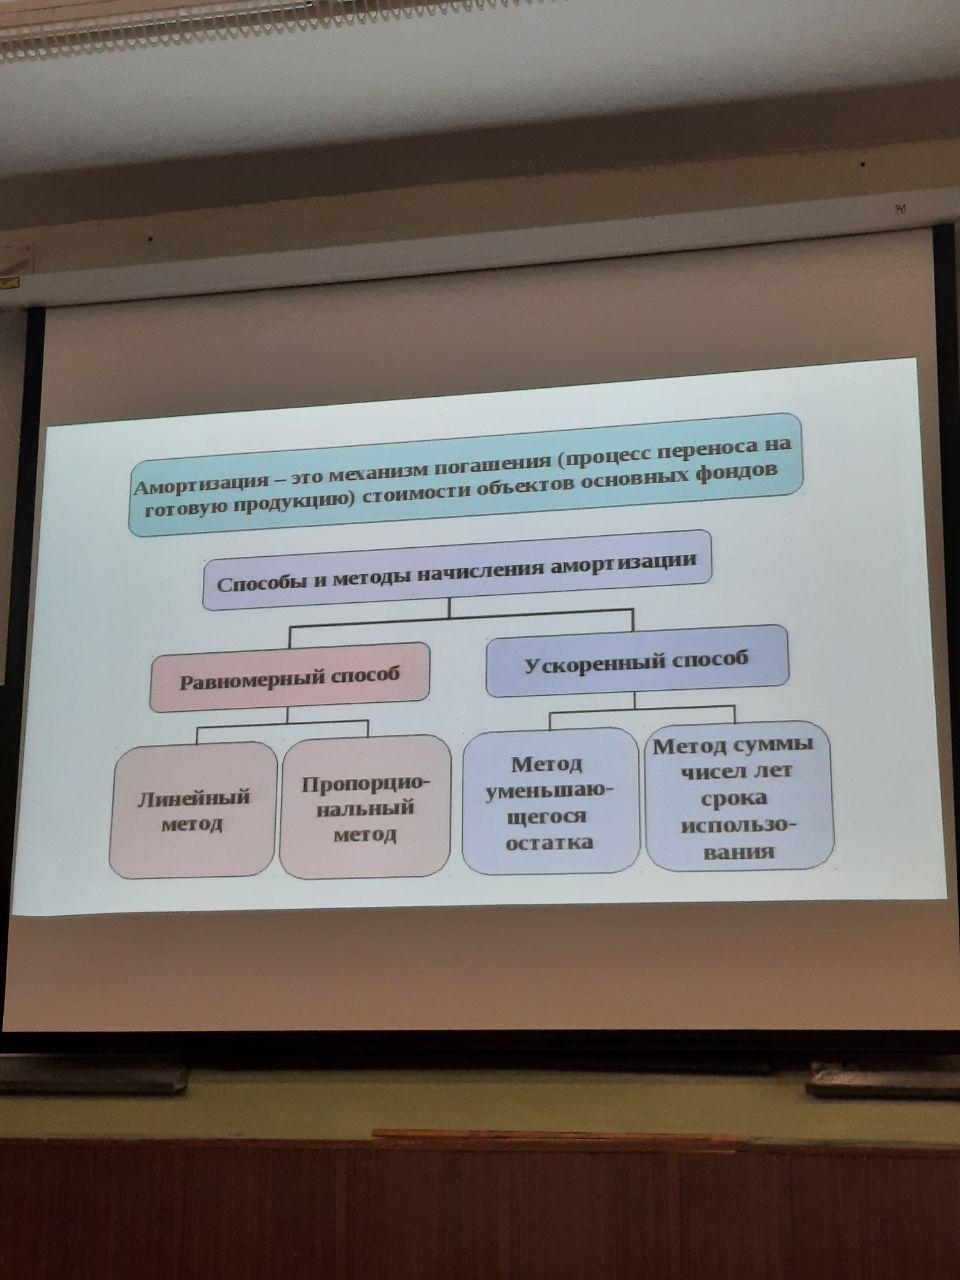 Амортизация – это механизм погашения (процесс переноса на
готовую продукцию) стоимости объектов основных фондов
Способы и методы начисления амортизации
Равномерный способ
Ускоренный способ
Линейный
метод
Пропорцио-
нальный
метод
Метод
уменьшаю-
щегося
остатка
Метод суммы
чисел лет
срока
использо-
вания